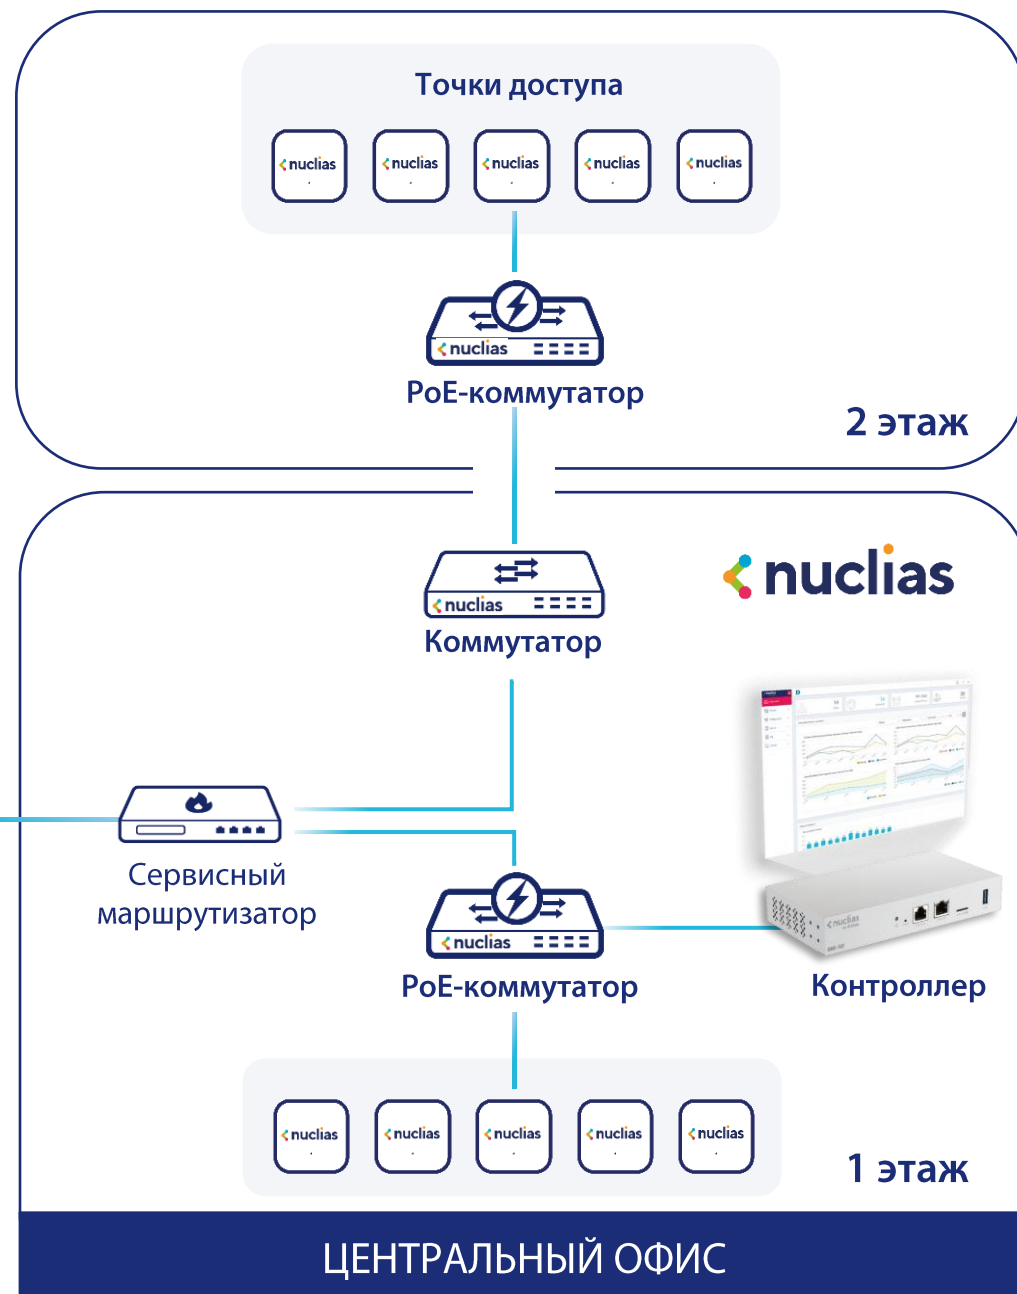 Точки доступа
nuclias nuclias nuclias nuclias nuclias
nuclias
PoE-коммутатор
2 этаж
nuclias
nuclias
Коммутатор
Сервисный
маршрутизатор
nuclias
nuclias
PoE-коммутатор
Контроллер
nuclias nuclias nuclias nuclias nuclias
1 этаж
ЦЕНТРАЛЬНЫЙ ОФИС